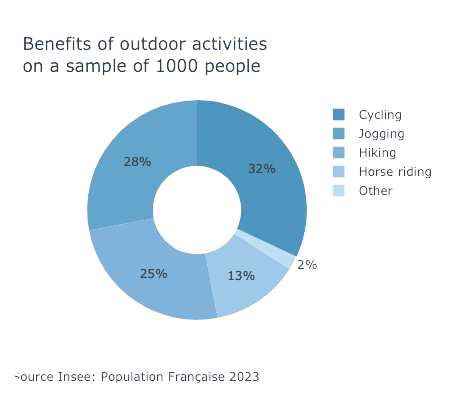 Benefits of outdoor activities
on a sample of 1000 people
Cycling
Jogging
Hiking
Horse riding
Other
28%
32%
25%
13%
2%
ource Insee: Population Française 2023